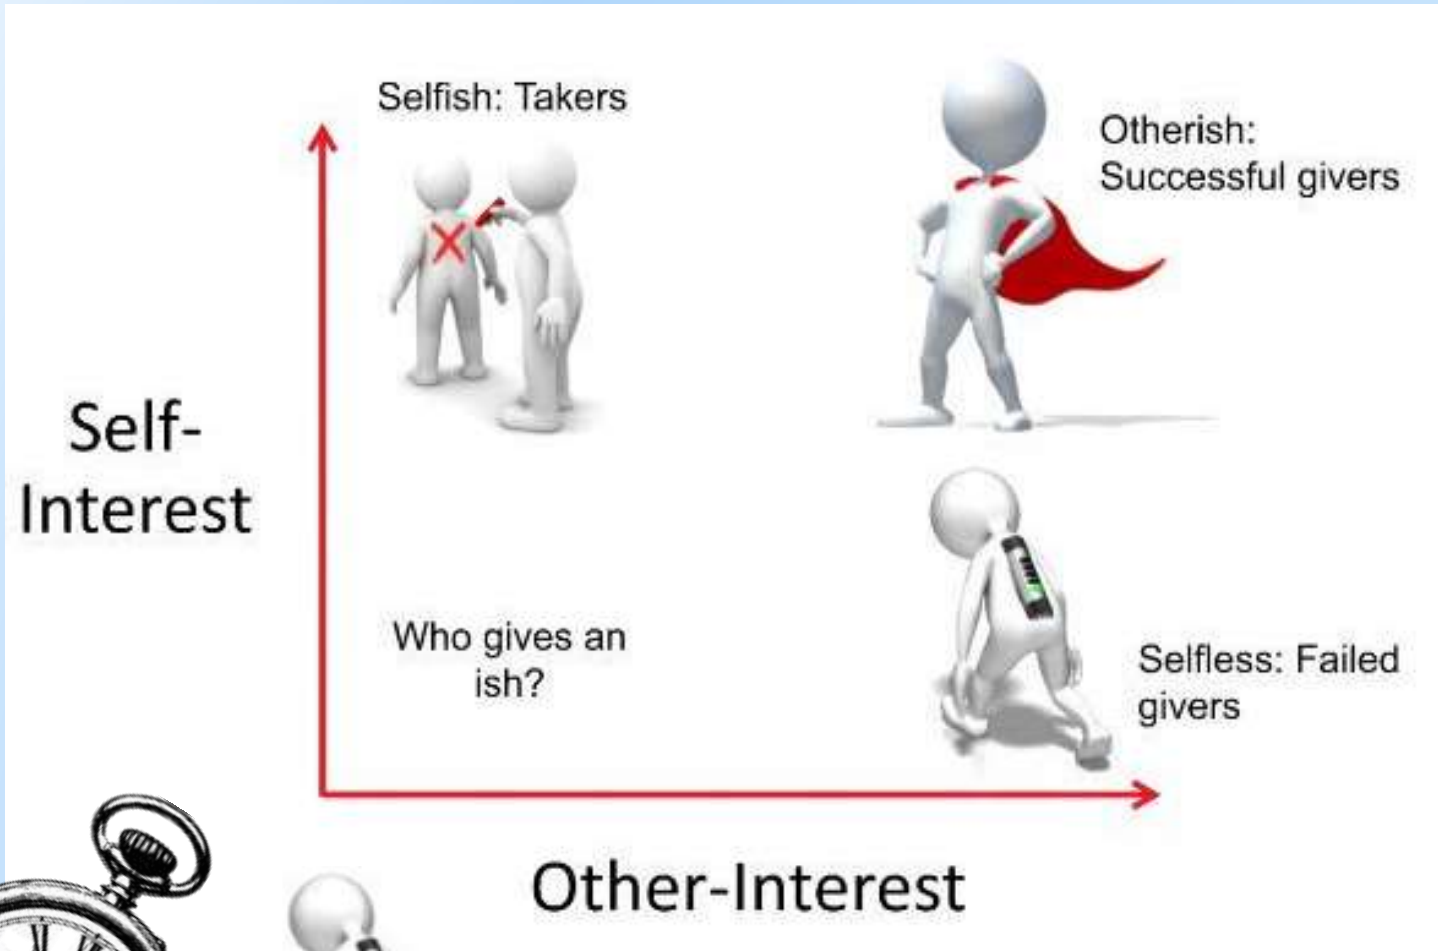 Selfish: Takers
Otherish:
Successful givers
Self-
Interest
Who gives an
ish?
Selfless: Failed
givers
Other-Interest